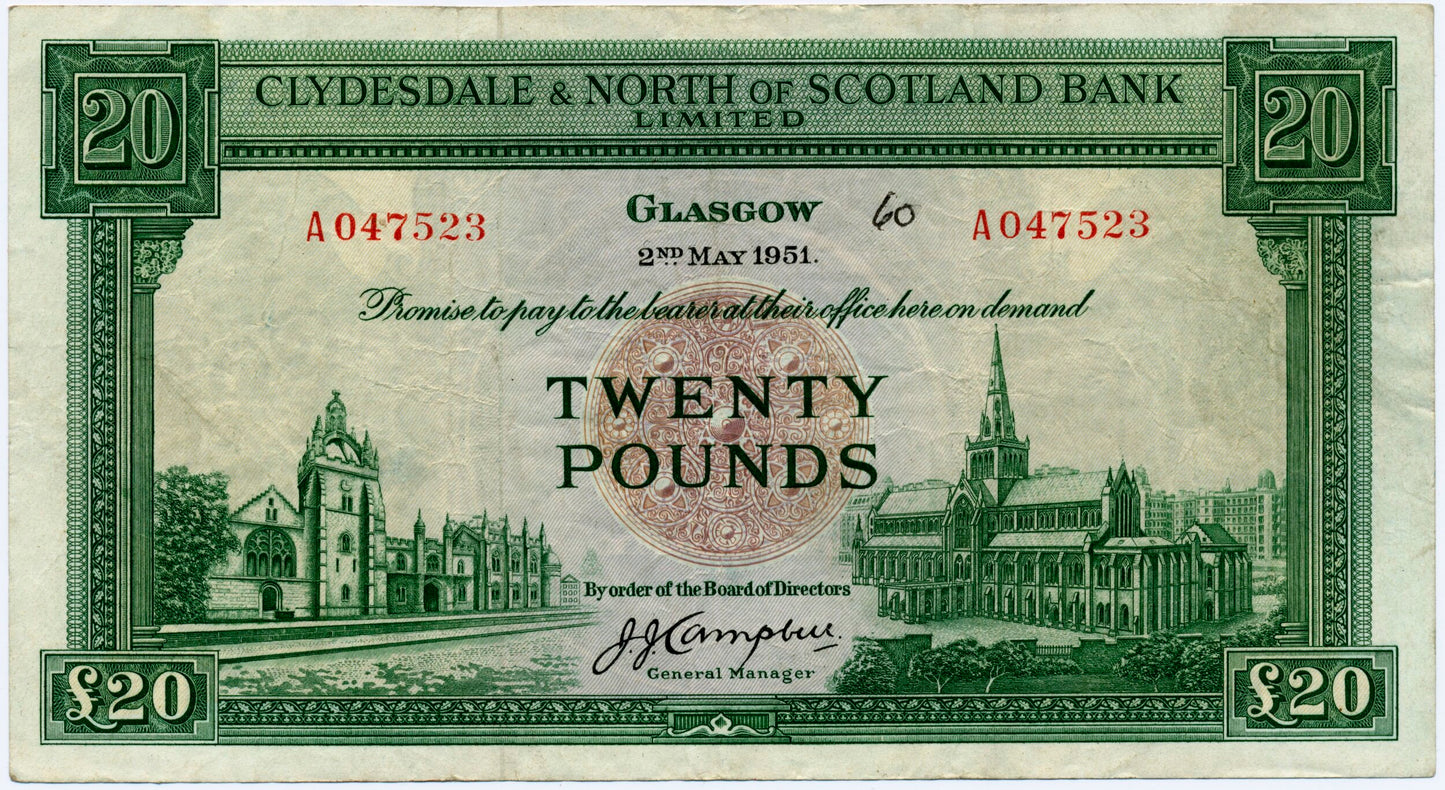 20 CLYDESDALE & NORTH OF SCOTLAND BANK 20
LIMITED
GLASGOW 60
A047523 A047523
2ND MAY 1951.
Promise to pay to the bearer at their office here on demand
TWENTY
POUNDS
By order of the Board of Directors
J.J. Campbell.
General Manager
£20 £20